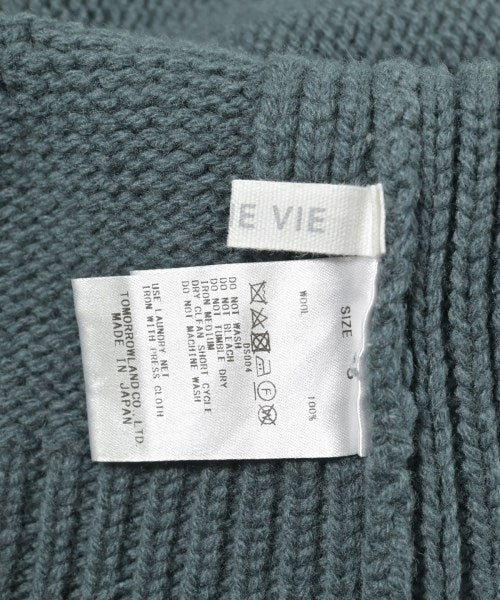 E VIE
SIZE
WOOL 100%
DS004
DO NOT WASH
DO NOT BLEACH
DO NOT TUMBLE DRY
IRON MEDIUM
DRY CLEAN SHORT CYCLE
DO NOT MACHINE WASH
USE LAUNDRY NET
IRON WITH PRESS CLOTH
TOMORROWLAND CO., LTD.
MADE IN JAPAN